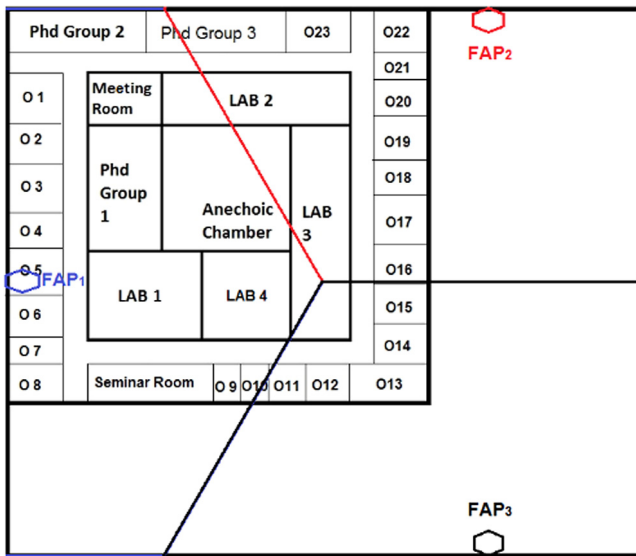 Phd Group 2
Phd Group 3
O23
O22
FAP2
O21
O 1
Meeting
Room
LAB 2
O20
O 2
O19
O 3
Phd
Group
1
Anechoic
Chamber
LAB
3
O18
O17
O 4
O 5
FAP1
O16
O 6
LAB 1
LAB 4
O15
O 7
O14
O 8
Seminar Room
O 9
O10
O11
O12
O13
FAP3